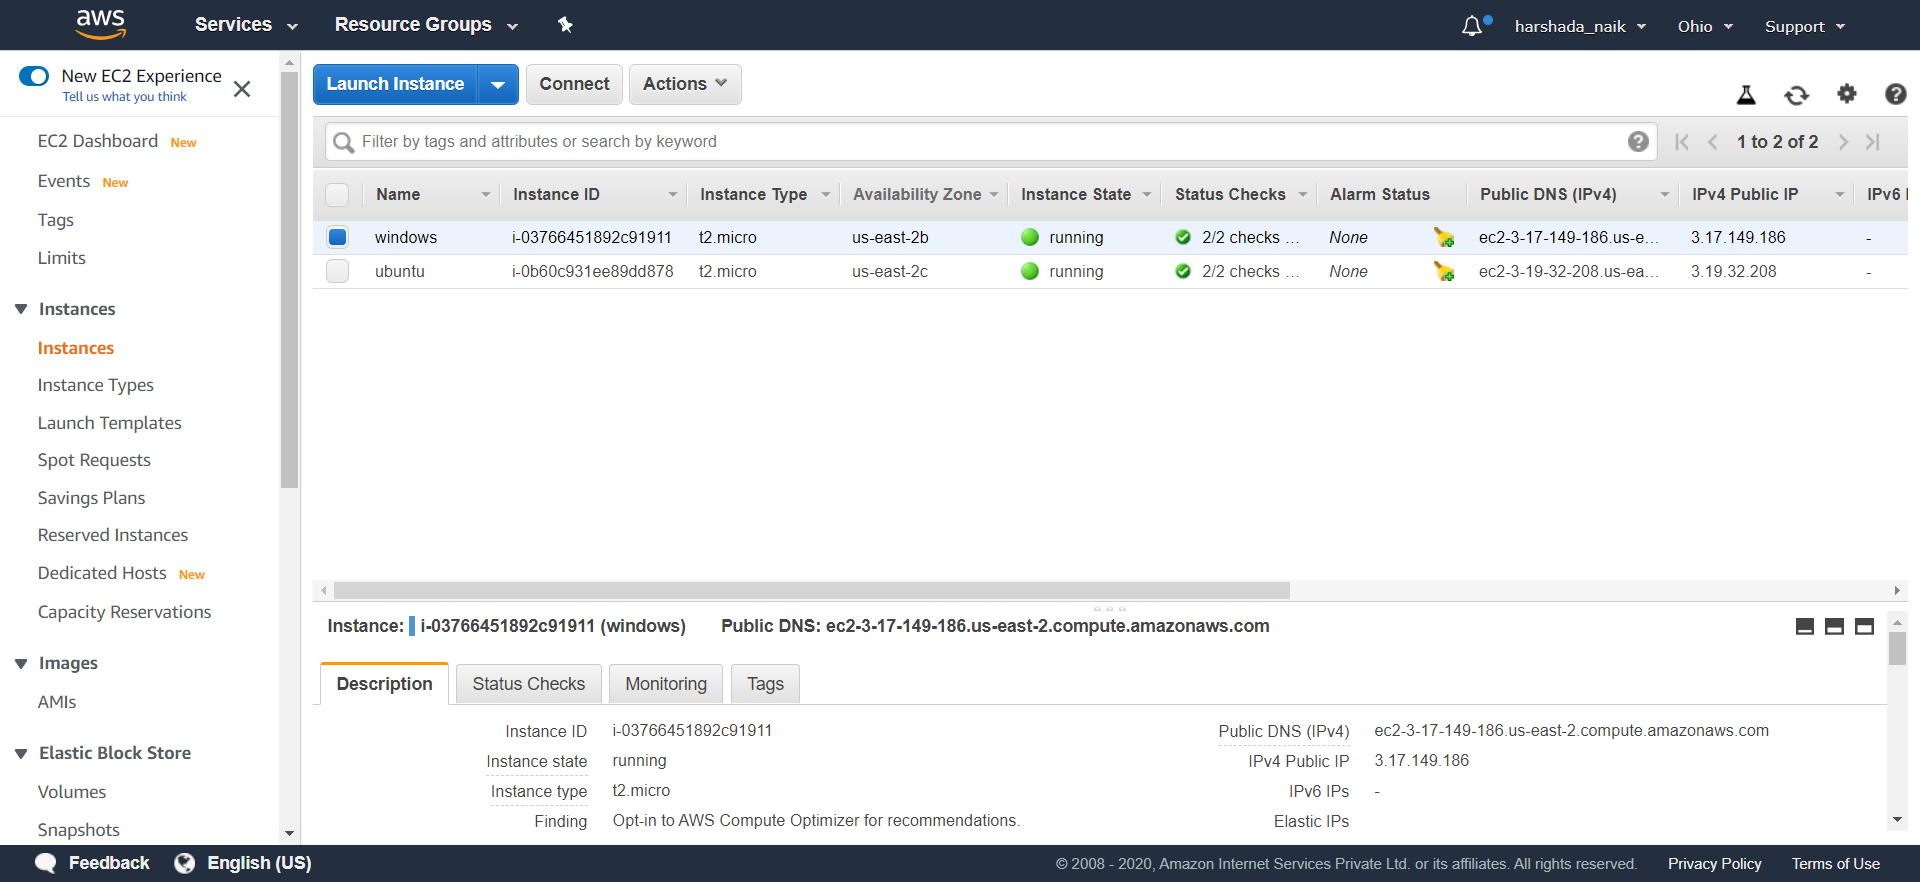 aws Services Resource Groups harshada_naik Ohio Support
New EC2 Experience
Tell us what you think
EC2 Dashboard New
Events New
Tags
Limits
Instances
Instances
Instance Types
Launch Templates
Spot Requests
Savings Plans
Reserved Instances
Dedicated Hosts New
Capacity Reservations
Images
AMIs
Elastic Block Store
Volumes
Snapshots
Launch Instance Connect Actions
Filter by tags and attributes or search by keyword 1 to 2 of 2
Name Instance ID Instance Type Availability Zone Instance State Status Checks Alarm Status Public DNS (IPv4) IPv4 Public IP IPv6 I
windows i-03766451892c91911 t2.micro us-east-2b running 2/2 checks ... None ec2-3-17-149-186.us-e... 3.17.149.186 -
ubuntu i-0b60c931ee89dd878 t2.micro us-east-2c running 2/2 checks ... None ec2-3-19-32-208.us-ea... 3.19.32.208 -
Instance: i-03766451892c91911 (windows) Public DNS: ec2-3-17-149-186.us-east-2.compute.amazonaws.com
Description Status Checks Monitoring Tags
Instance ID i-03766451892c91911 Public DNS (IPv4) ec2-3-17-149-186.us-east-2.compute.amazonaws.com
Instance state running IPv4 Public IP 3.17.149.186
Instance type t2.micro IPv6 IPs -
Finding Opt-in to AWS Compute Optimizer for recommendations. Elastic IPs
Feedback English (US) © 2008 - 2020, Amazon Internet Services Private Ltd. or its affiliates. All rights reserved. Privacy Policy Terms of Use